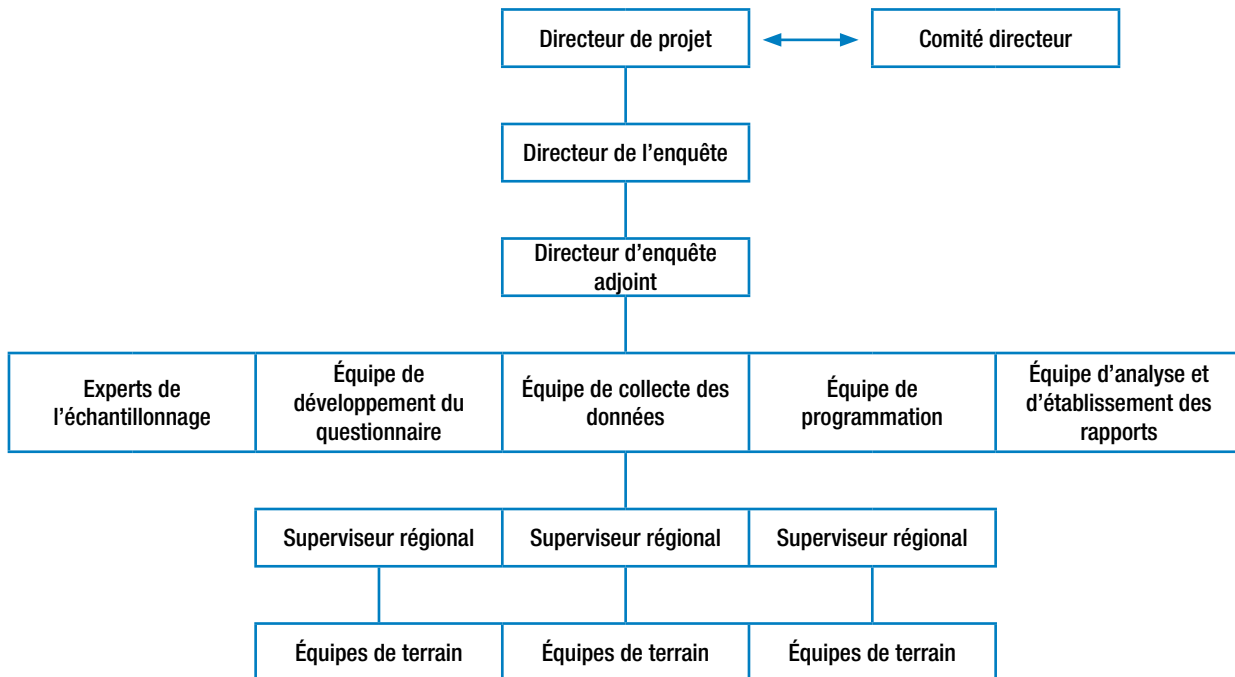 Directeur de projet
Comité directeur
Directeur de l'enquête
Directeur d'enquête
adjoint
Experts de
l'échantillonnage
Équipe de
développement du
questionnaire
Équipe de collecte des
données
Équipe de
programmation
Équipe d'analyse et
d'établissement des
rapports
Superviseur régional
Superviseur régional
Superviseur régional
Équipes de terrain
Équipes de terrain
Équipes de terrain